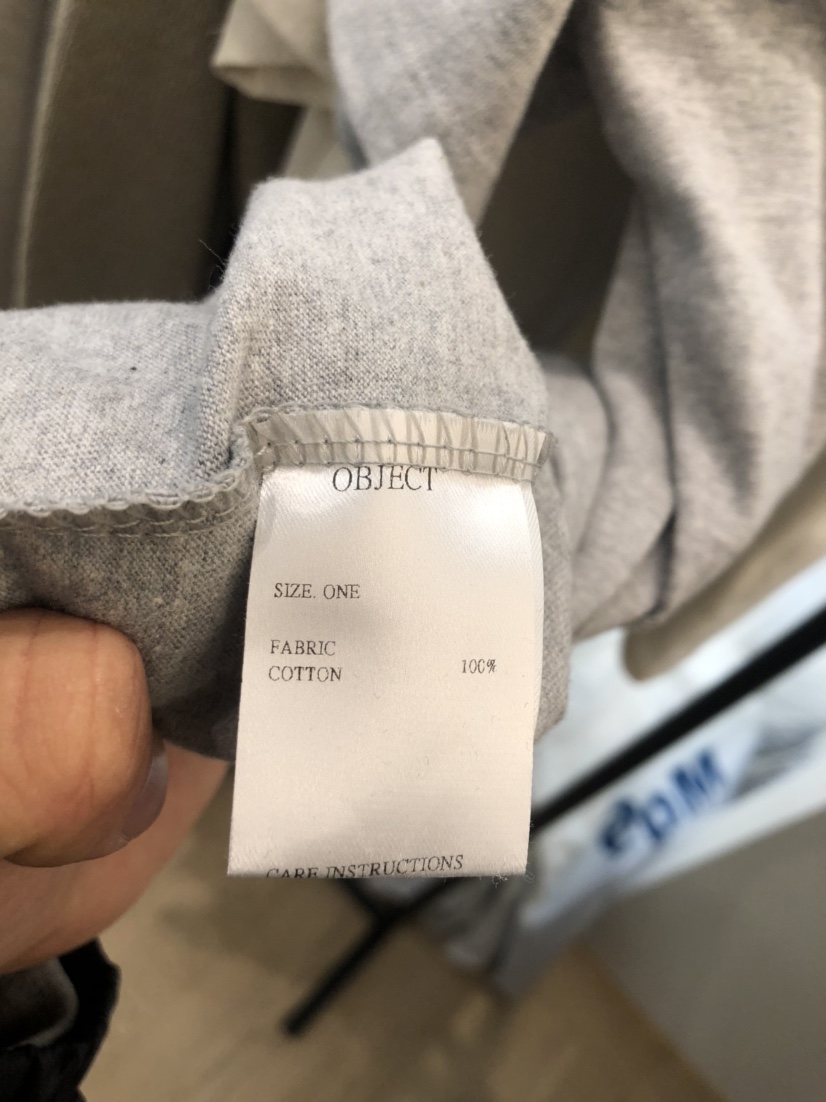 OBJECT
SIZE. ONE
FABRIC
COTTON 100%
CARE INSTRUCTIONS